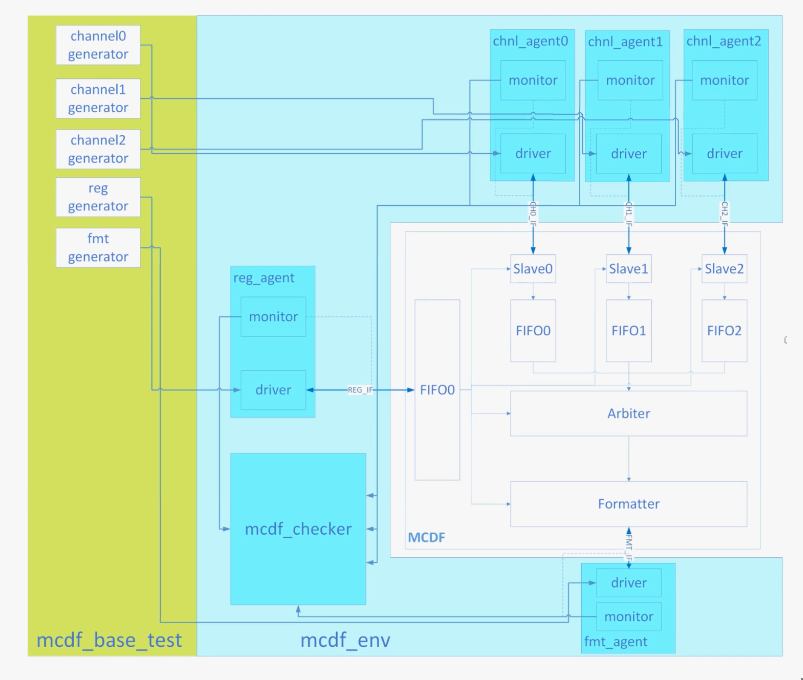 channel0
generator
channel1
generator
channel2
generator
reg
generator
fmt
generator
mcdf_base_test
chnl_agent0
monitor
driver
chnl_agent1
monitor
driver
chnl_agent2
monitor
driver
CH0_IF
CH1_IF
CH2_IF
reg_agent
monitor
driver
REG_IF
Slave0
Slave1
Slave2
FIFO0
FIFO1
FIFO2
FIFO0
Arbiter
Formatter
MCDF
FMT_IF
mcdf_checker
driver
monitor
fmt_agent
mcdf_env